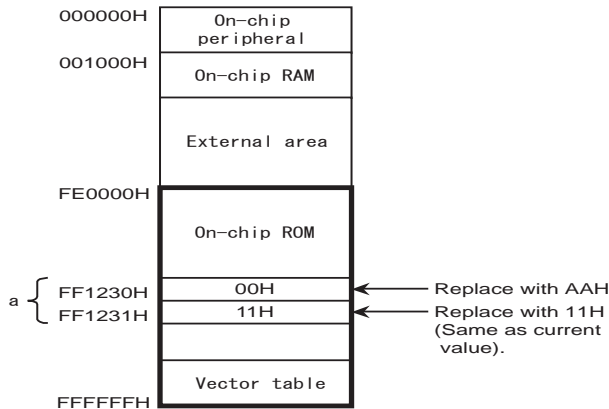 000000H
On-chip
peripheral
001000H
On-chip RAM
External area
FE0000H
On-chip ROM
a
FF1230H
00H
Replace with AAH
FF1231H
11H
Replace with 11H
(Same as current
value).
Vector table
FFFFFFH